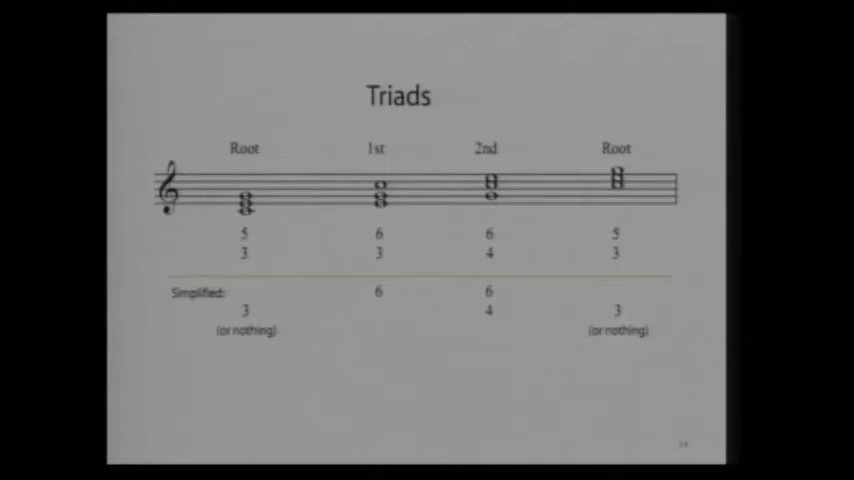 Triads
Root 1st 2nd Root
5 6 6 5
3 3 4 3
Simplified: 6 6
3 4 3
(or nothing) (or nothing)